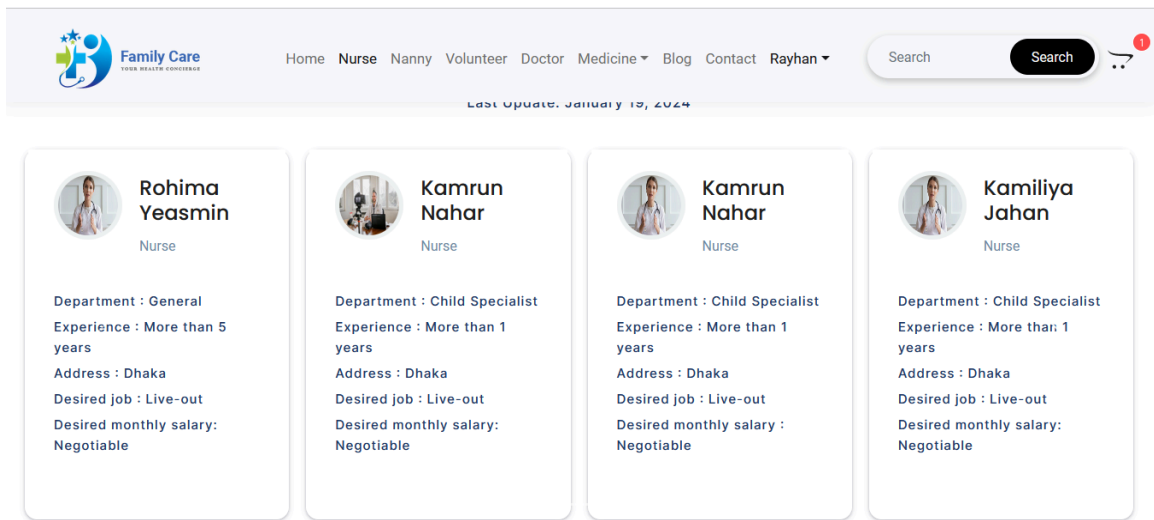 Family Care
YOUR HEALTH CONCIERGE
Home Nurse Nanny Volunteer Doctor Medicine Blog Contact Rayhan
Search Search
1
Last Update: January 19, 2024
Rohima
Yeasmin
Nurse
Department : General
Experience : More than 5
years
Address : Dhaka
Desired job : Live-out
Desired monthly salary:
Negotiable
Kamrun
Nahar
Nurse
Department : Child Specialist
Experience : More than 1
years
Address : Dhaka
Desired job : Live-out
Desired monthly salary:
Negotiable
Kamrun
Nahar
Nurse
Department : Child Specialist
Experience : More than 1
years
Address : Dhaka
Desired job : Live-out
Desired monthly salary :
Negotiable
Kamiliya
Jahan
Nurse
Department : Child Specialist
Experience : More than 1
years
Address : Dhaka
Desired job : Live-out
Desired monthly salary:
Negotiable